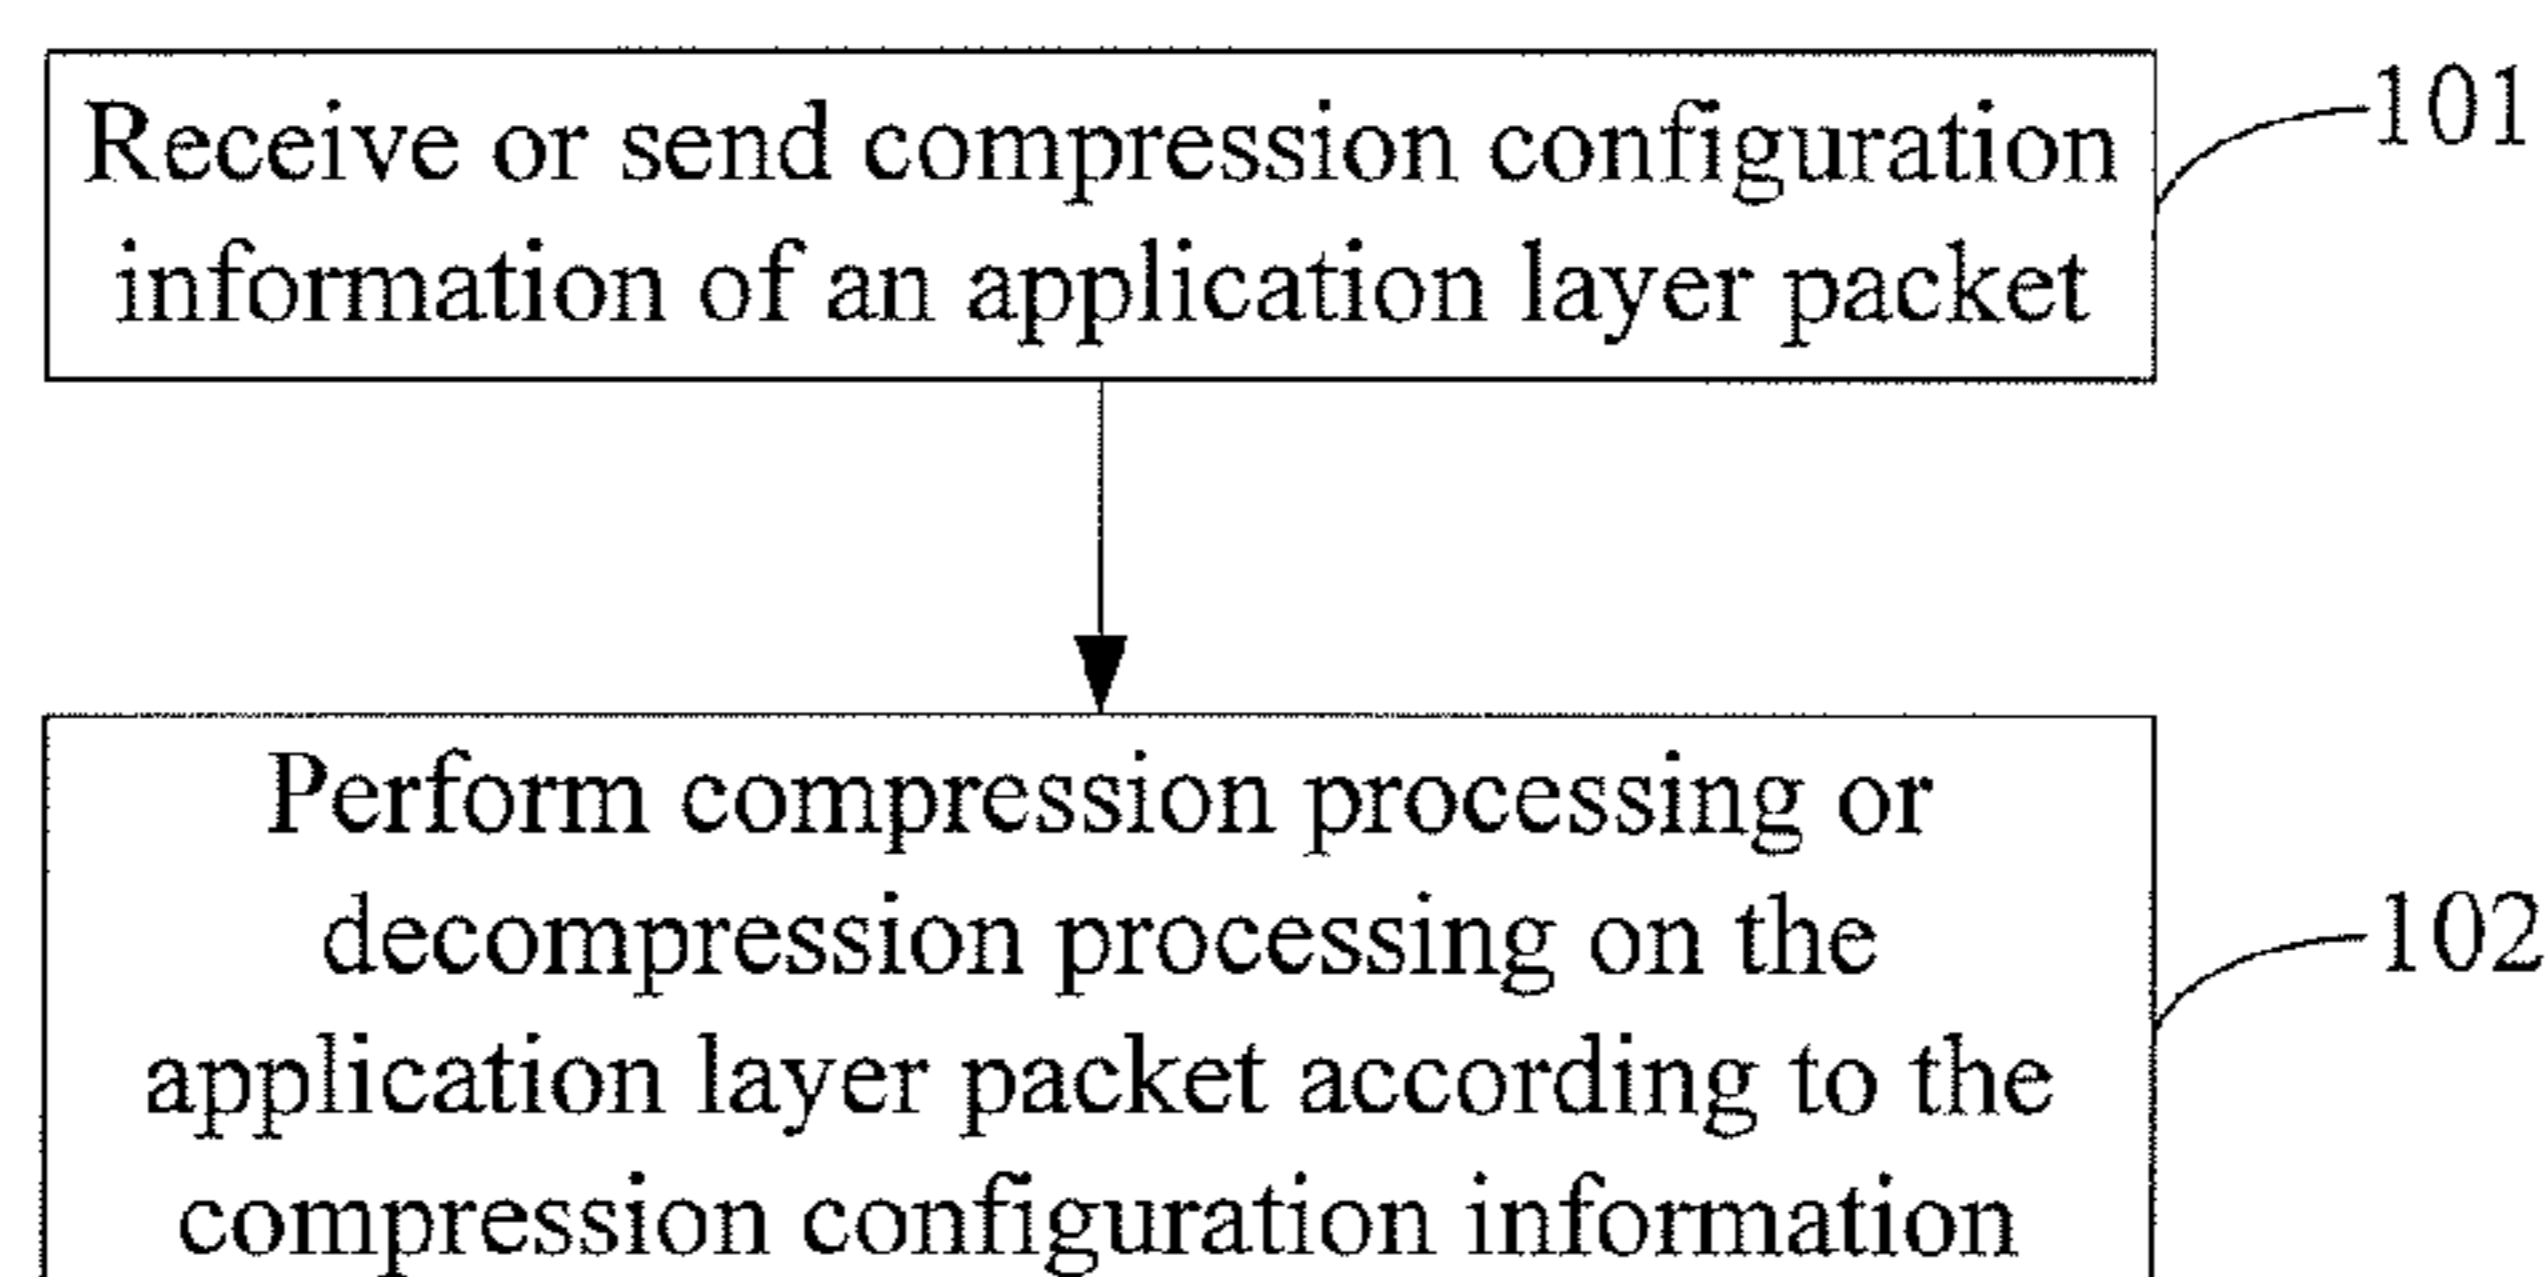 Receive or send compression configuration
information of an application layer packet
101
Perform compression processing or
decompression processing on the
application layer packet according to the
compression configuration information
102